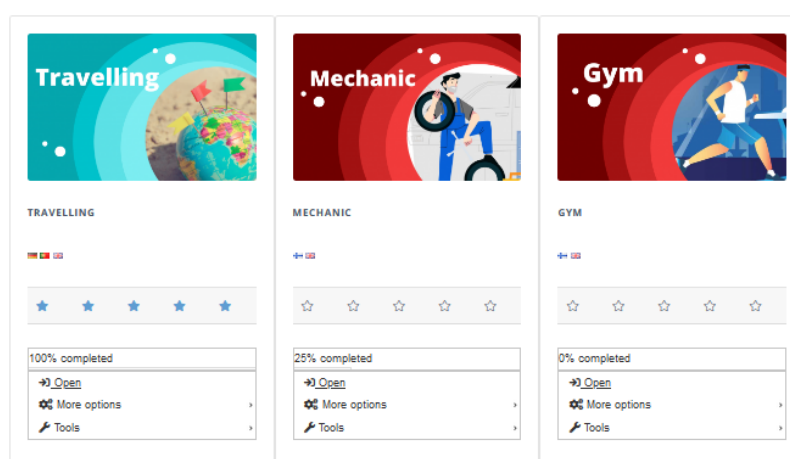 Travelling
TRAVELLING
100% completed
Open
More options
Tools
Mechanic
MECHANIC
25% completed
Open
More options
Tools
Gym
GYM
0% completed
Open
More options
Tools